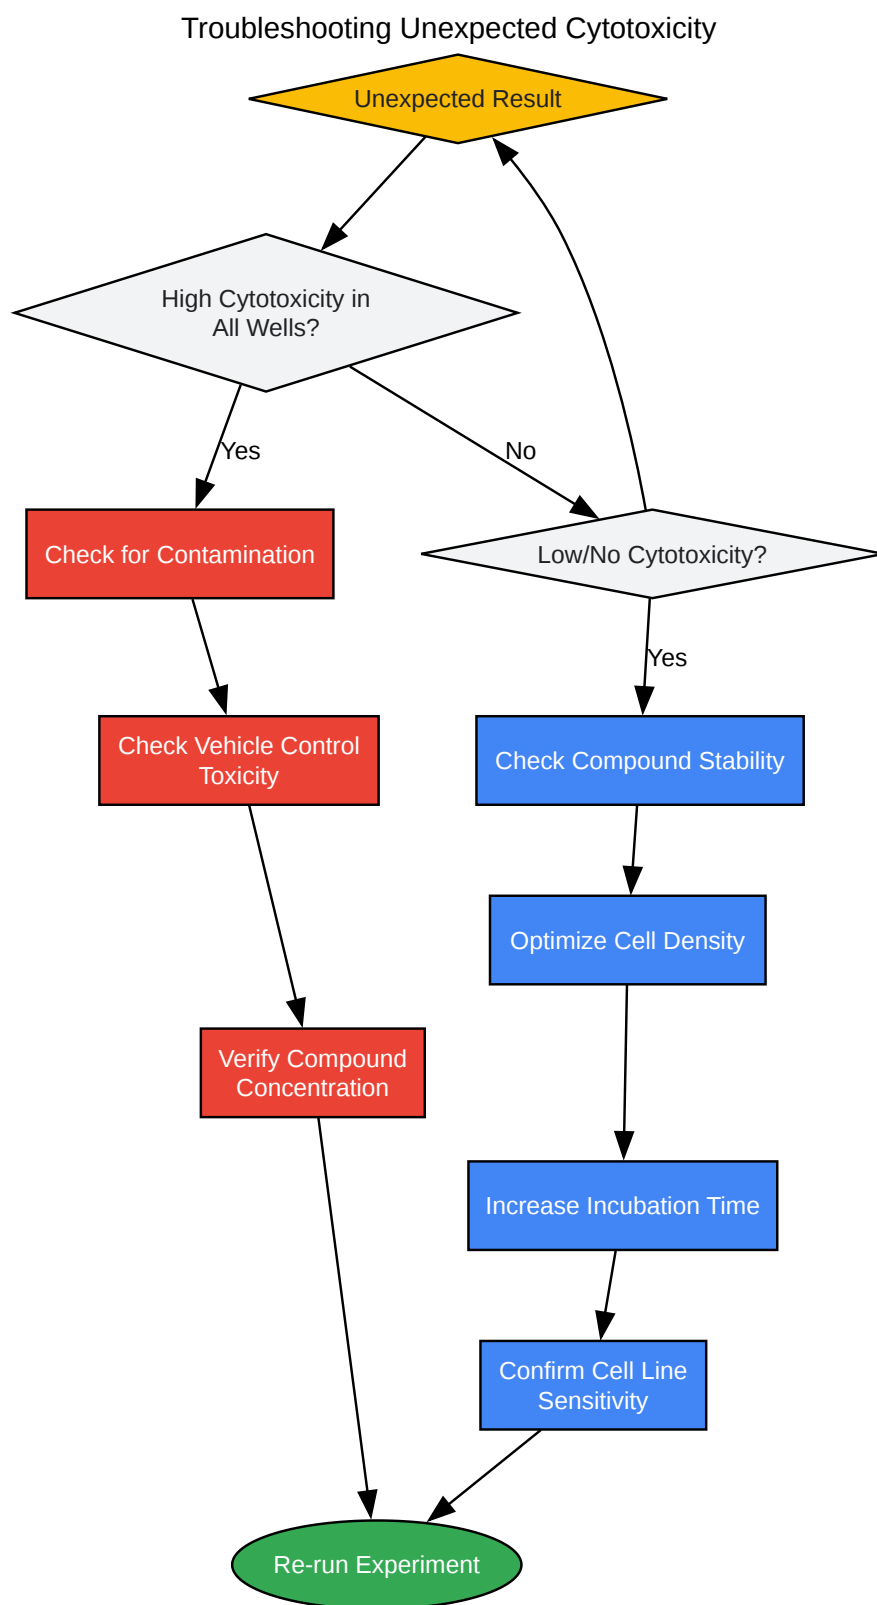 Troubleshooting Unexpected Cytotoxicity
Unexpected Result
High Cytotoxicity in
All Wells?
Yes
No
Check for Contamination
Low/No Cytotoxicity?
Yes
Check Vehicle Control
Toxicity
Check Compound Stability
Optimize Cell Density
Verify Compound
Concentration
Increase Incubation Time
Confirm Cell Line
Sensitivity
Re-run Experiment